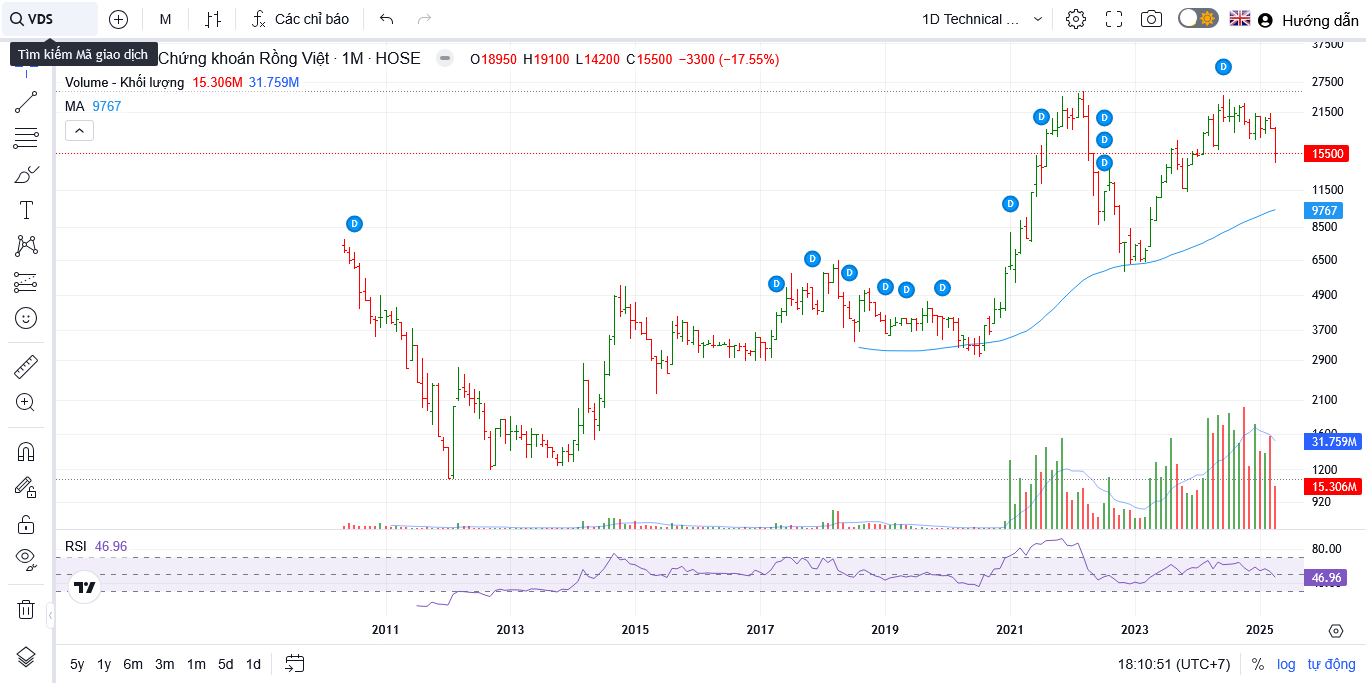 VDS
M
Các chỉ báo
1D Technical ...
Hướng dẫn
Tìm kiếm Mã giao dịch
Chứng khoán Rồng Việt · 1M · HOSE
O18950 H19100 L14200 C15500 −3300 (−17.55%)
Volume - Khối lượng 15.306M 31.759M
MA 9767
37500
27500
21500
15500
11500
9767
8500
6500
4900
3700
2900
2100
1600
31.759M
1200
15.306M
920
D
D
D
D
D
D
D
D
D
D
D
D
D
RSI 46.96
80.00
46.96
2011
2013
2015
2017
2019
2021
2023
2025
5y 1y 6m 3m 1m 5d 1d
18:10:51 (UTC+7)
%
log
tự động